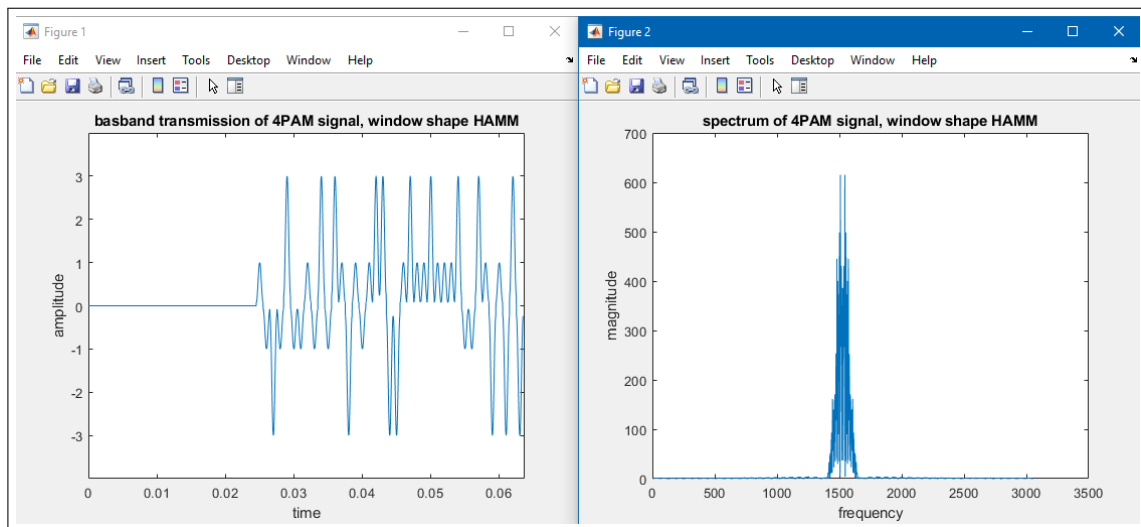 Figure 1
File Edit View Insert Tools Desktop Window Help
basband transmission of 4PAM signal, window shape HAMM
3
2
1
0
-1
-2
-3
amplitude
0 0.01 0.02 0.03 0.04 0.05 0.06
time
Figure 2
File Edit View Insert Tools Desktop Window Help
spectrum of 4PAM signal, window shape HAMM
700
600
500
400
300
200
100
0
magnitude
0 500 1000 1500 2000 2500 3000 3500
frequency